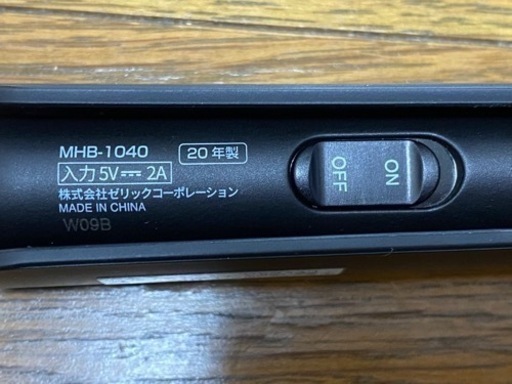 MHB-1040
20年製
入力 5V⎓2A
株式会社ゼリックコーポレーション
MADE IN CHINA
W09B
OFF
ON